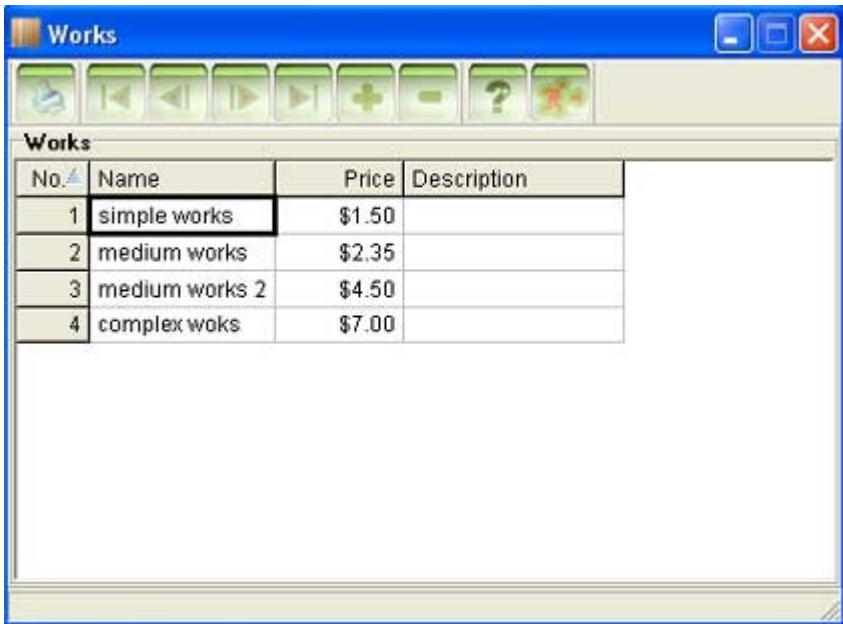 Works
?
Works
No. Name Price Description
1 simple works $1.50
2 medium works $2.35
3 medium works 2 $4.50
4 complex woks $7.00